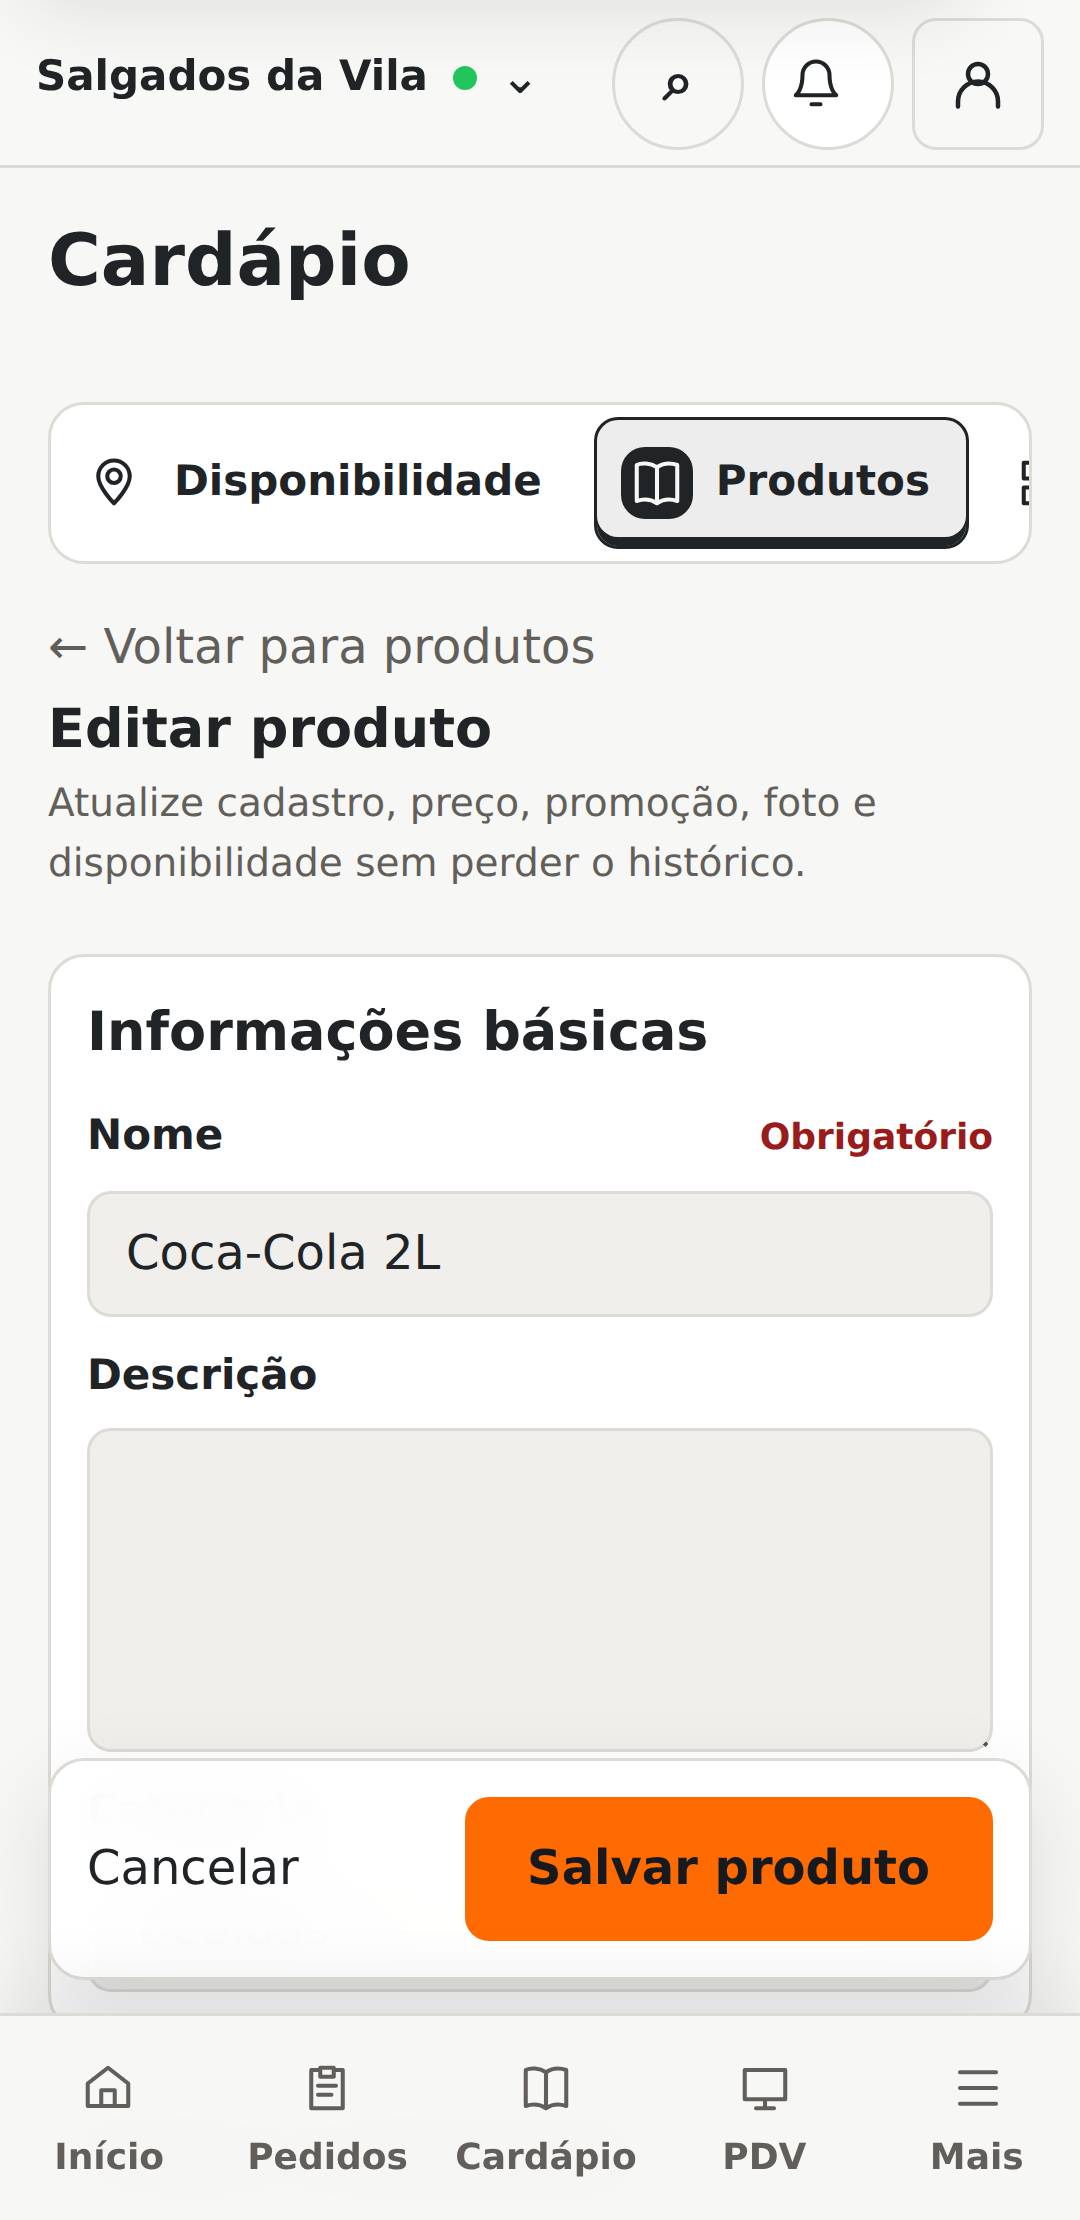 Salgados da Vila
Cardápio
Disponibilidade
Produtos
← Voltar para produtos
Editar produto
Atualize cadastro, preço, promoção, foto e
disponibilidade sem perder o histórico.
Informações básicas
Nome
Obrigatório
Coca-Cola 2L
Descrição
Cancelar
Salvar produto
Início
Pedidos
Cardápio
PDV
Mais